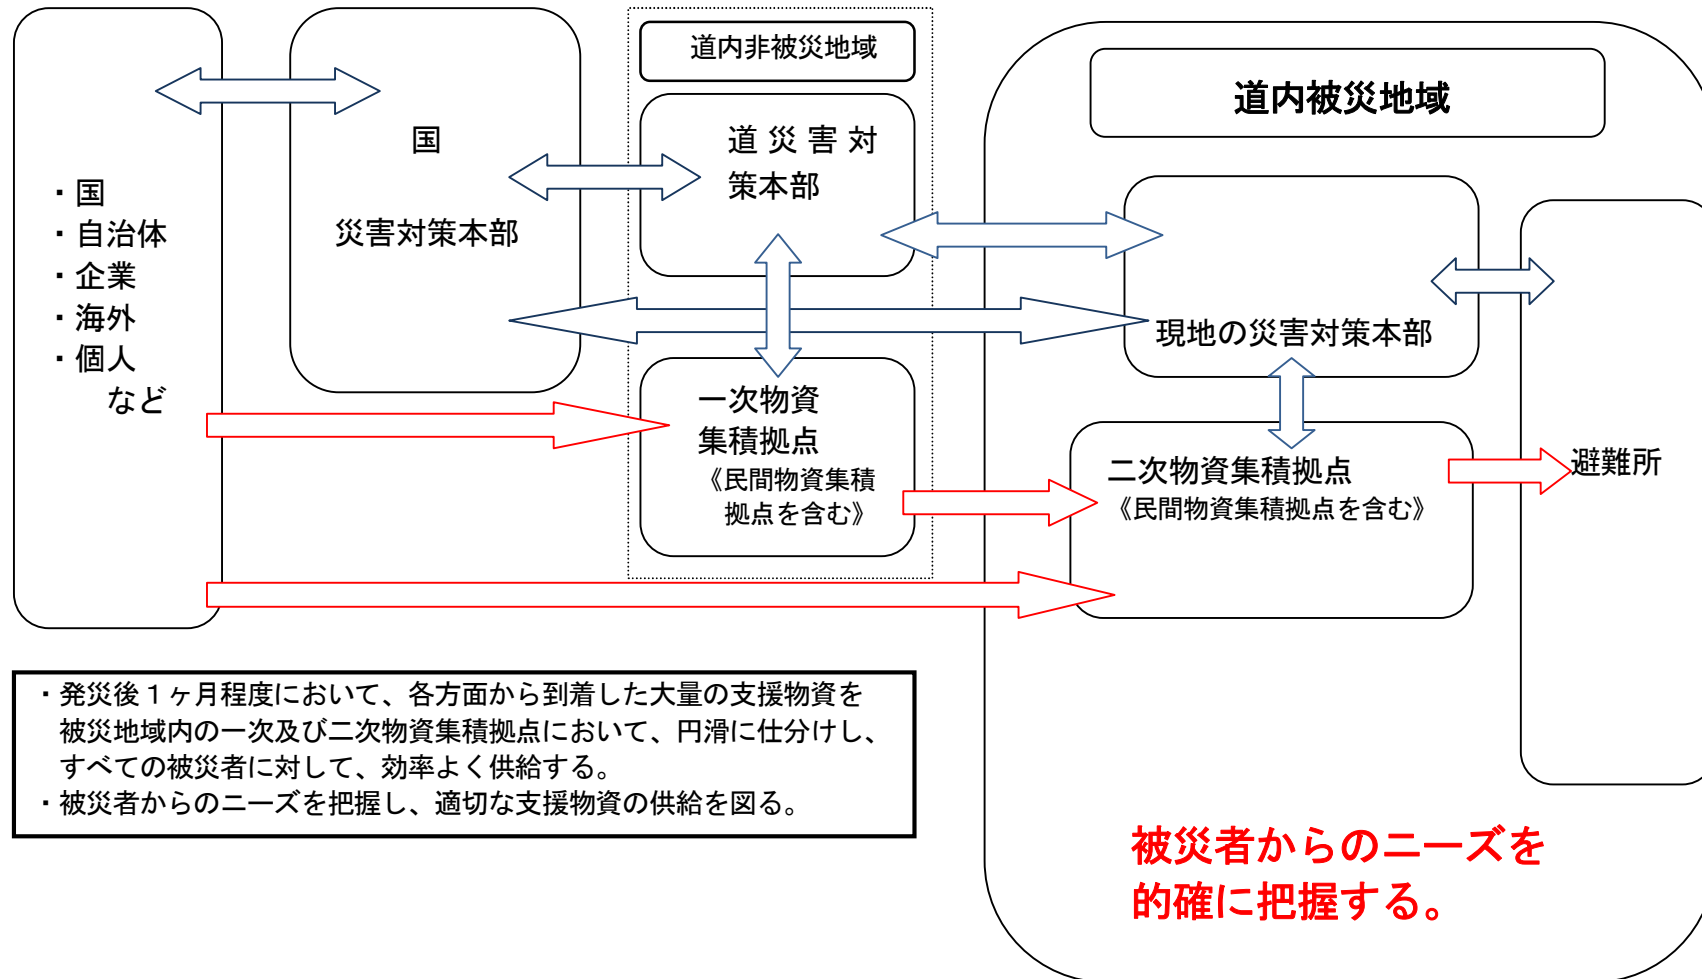 ・国
・自治体
・企業
・海外
・個人
など
国
災害対策本部
道内非被災地域
道災害対
策本部
一次物資
集積拠点
《民間物資集積
拠点を含む》
道内被災地域
現地の災害対策本部
二次物資集積拠点
《民間物資集積拠点を含む》
避難所
・発災後１ヶ月程度において、各方面から到着した大量の支援物資を
被災地域内の一次及び二次物資集積拠点において、円滑に仕分けし、
すべての被災者に対して、効率よく供給する。
・被災者からのニーズを把握し、適切な支援物資の供給を図る。
被災者からのニーズを
的確に把握する。